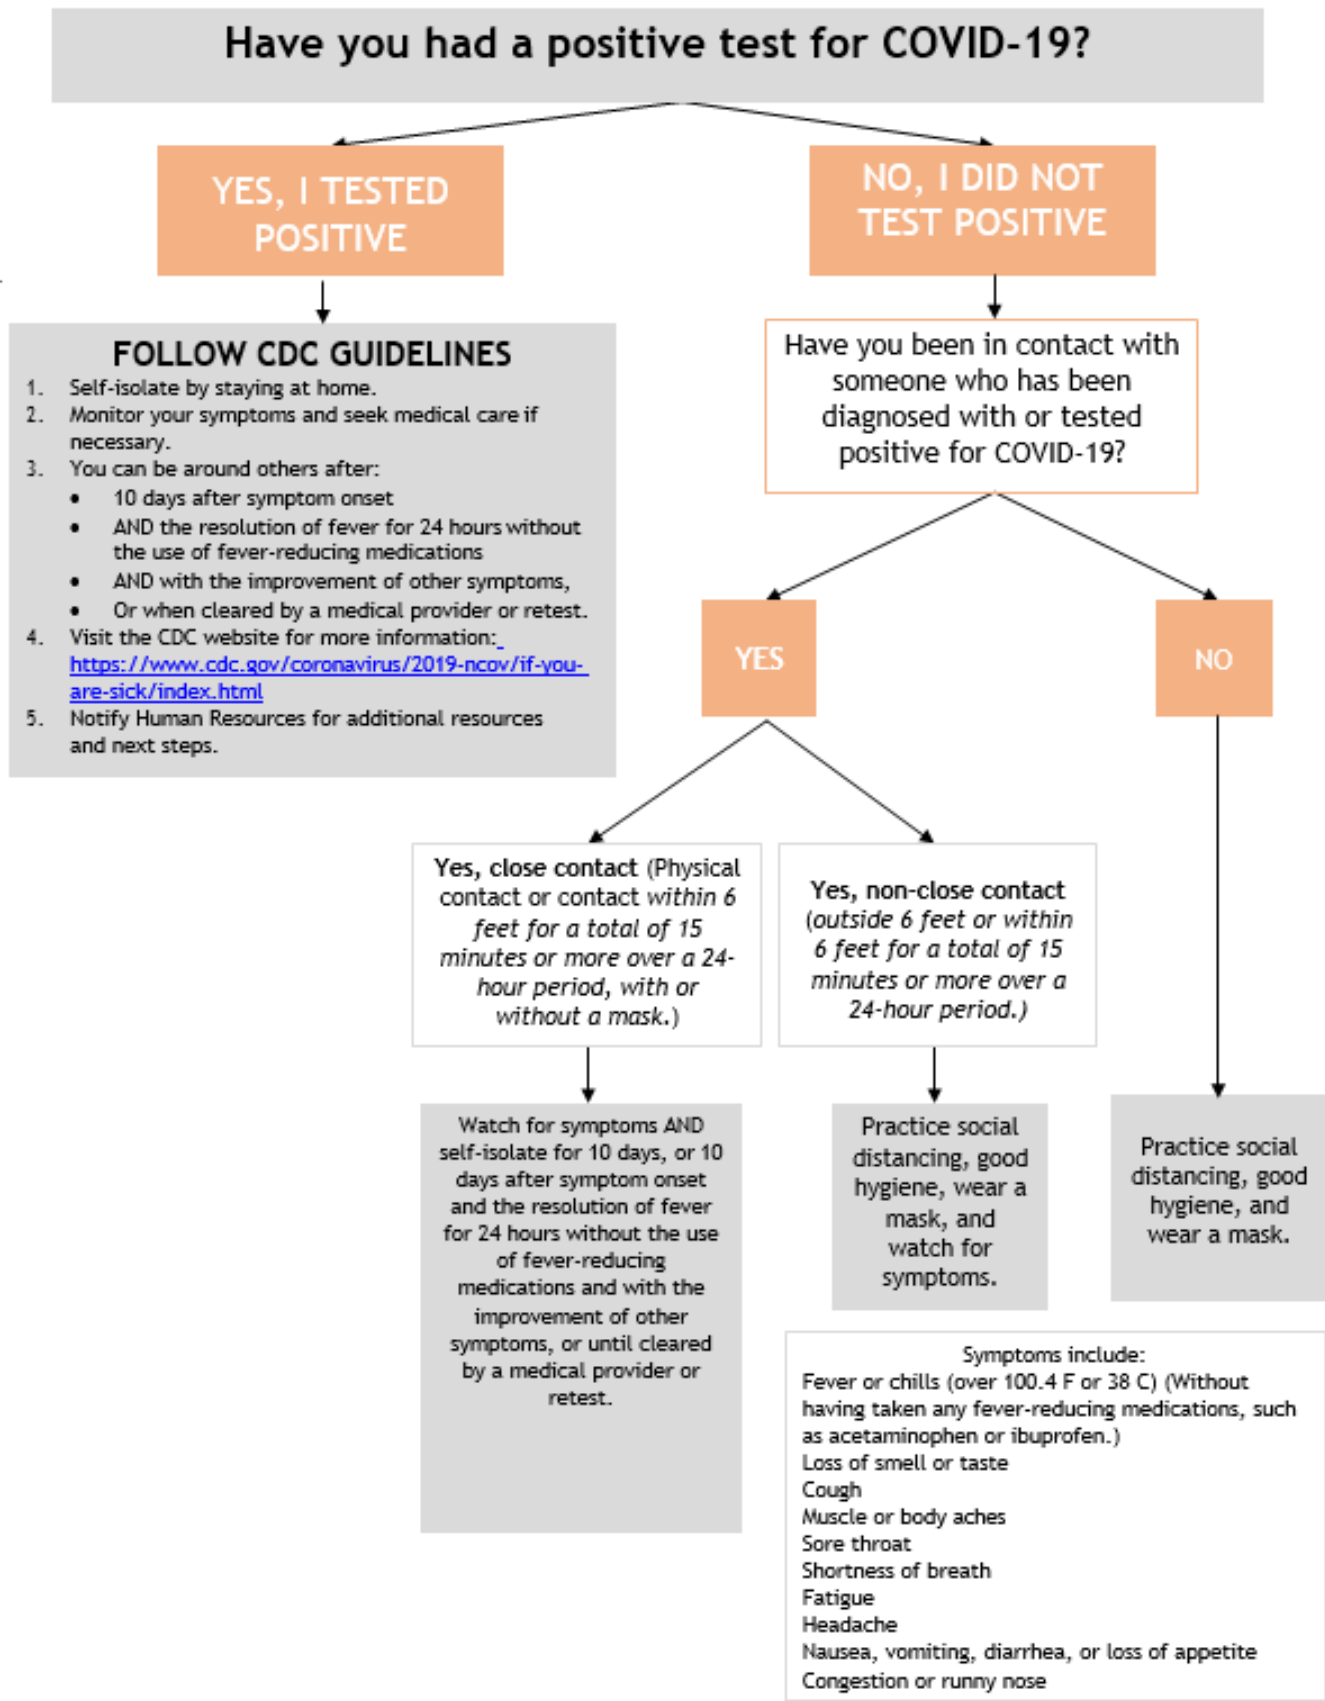 Have you had a positive test for COVID-19?
YES, I TESTED
POSITIVE
NO, I DID NOT
TEST POSITIVE
FOLLOW CDC GUIDELINES
1. Self-isolate by staying at home.
2. Monitor your symptoms and seek medical care if
necessary.
3. You can be around others after:
• 10 days after symptom onset
• AND the resolution of fever for 24 hours without
the use of fever-reducing medications
• AND with the improvement of other symptoms,
• Or when cleared by a medical provider or retest.
4. Visit the CDC website for more information:
https://www.cdc.gov/coronavirus/2019-ncov/if-you-
are-sick/index.html
5. Notify Human Resources for additional resources
and next steps.
Have you been in contact with
someone who has been
diagnosed with or tested
positive for COVID-19?
YES
NO
Yes, close contact (Physical
contact or contact within 6
feet for a total of 15
minutes or more over a 24-
hour period, with or
without a mask.)
Yes, non-close contact
(outside 6 feet or within
6 feet for a total of 15
minutes or more over a
24-hour period.)
Watch for symptoms AND
self-isolate for 10 days, or 10
days after symptom onset
and the resolution of fever
for 24 hours without the use
of fever-reducing
medications and with the
improvement of other
symptoms, or until cleared
by a medical provider or
retest.
Practice social
distancing, good
hygiene, wear a
mask, and
watch for
symptoms.
Practice social
distancing, good
hygiene, and
wear a mask.
Symptoms include:
Fever or chills (over 100.4 F or 38 C) (Without
having taken any fever-reducing medications, such
as acetaminophen or ibuprofen.)
Loss of smell or taste
Cough
Muscle or body aches
Sore throat
Shortness of breath
Fatigue
Headache
Nausea, vomiting, diarrhea, or loss of appetite
Congestion or runny nose